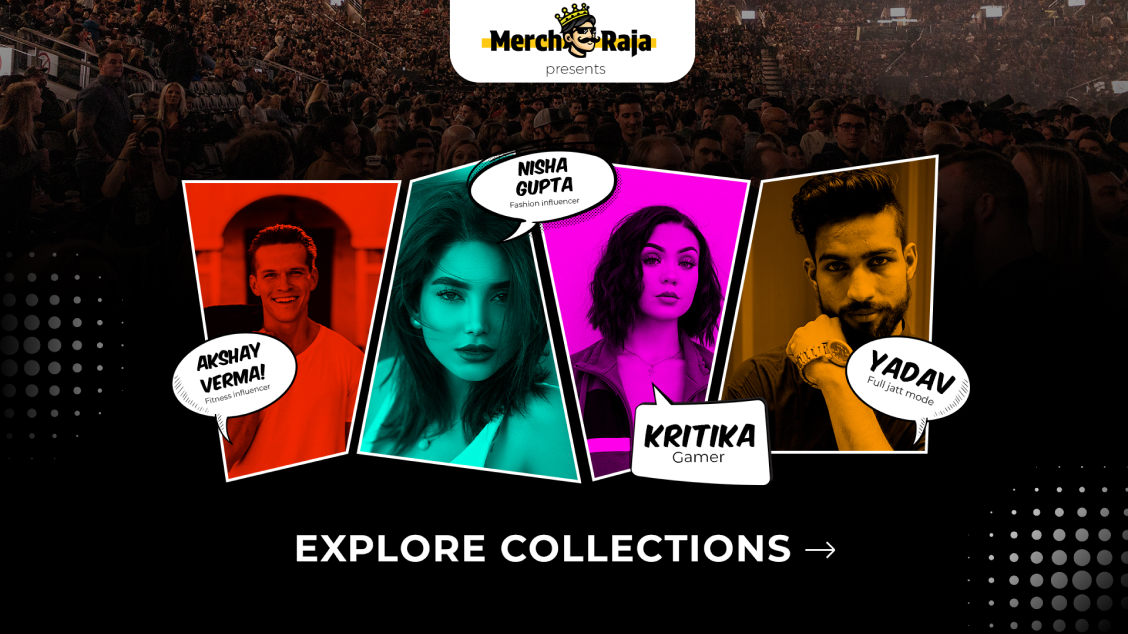 Merch Raja
presents
NISHA
GUPTA
Fashion influencer
AKSHAY
VERMA!
Fitness influencer
KRITIKA
Gamer
YADAV
Full jatt mode
EXPLORE COLLECTIONS →